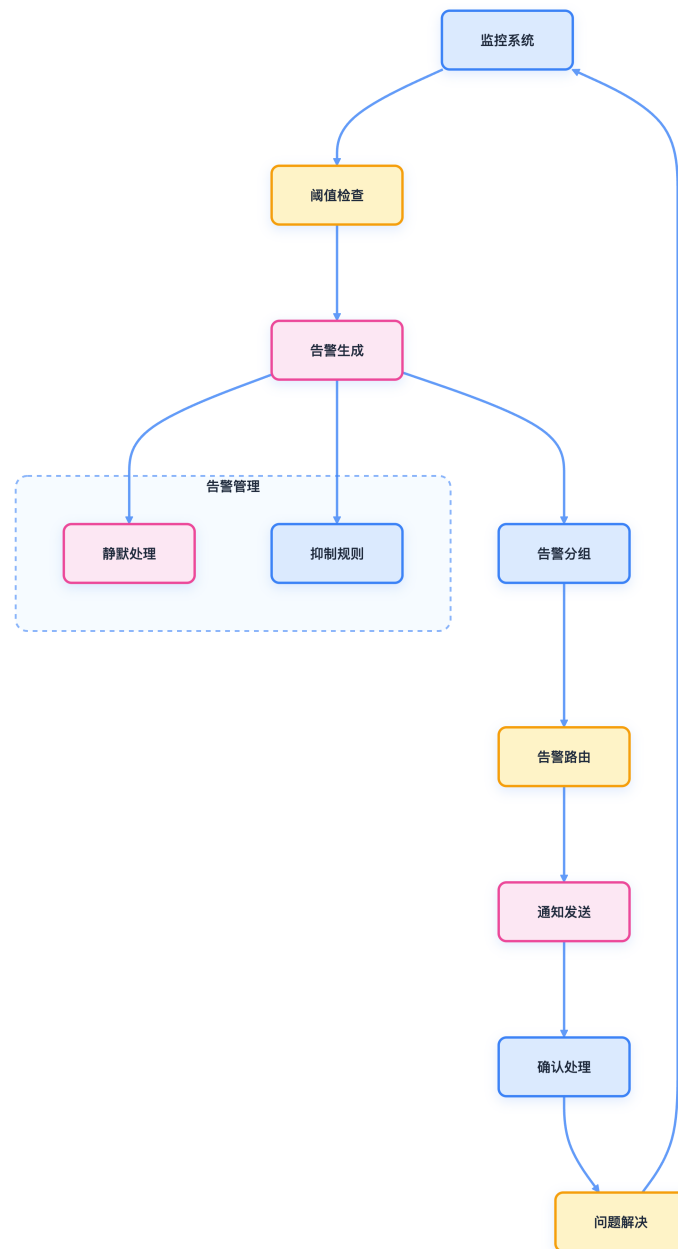 监控系统
阈值检查
告警生成
告警管理
静默处理
抑制规则
告警分组
告警路由
通知发送
确认处理
问题解决